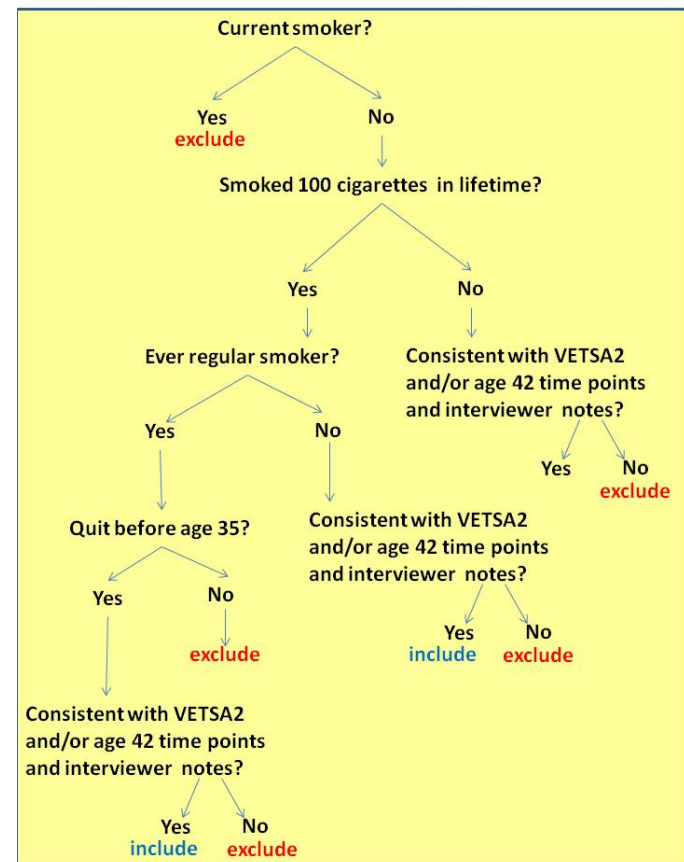 Current smoker?
Yes
exclude
No
Smoked 100 cigarettes in lifetime?
Yes
No
Ever regular smoker?
Consistent with VETSA2
and/or age 42 time points
and interviewer notes?
Yes
No
Yes
No
exclude
Quit before age 35?
Consistent with VETSA2
and/or age 42 time points
and interviewer notes?
Yes
No
exclude
Yes
include
No
exclude
Consistent with VETSA2
and/or age 42 time points
and interviewer notes?
Yes
include
No
exclude